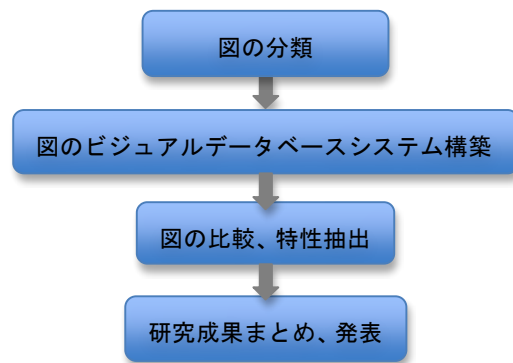 図の分類
図のビジュアルデータベースシステム構築
図の比較、特性抽出
研究成果まとめ、発表